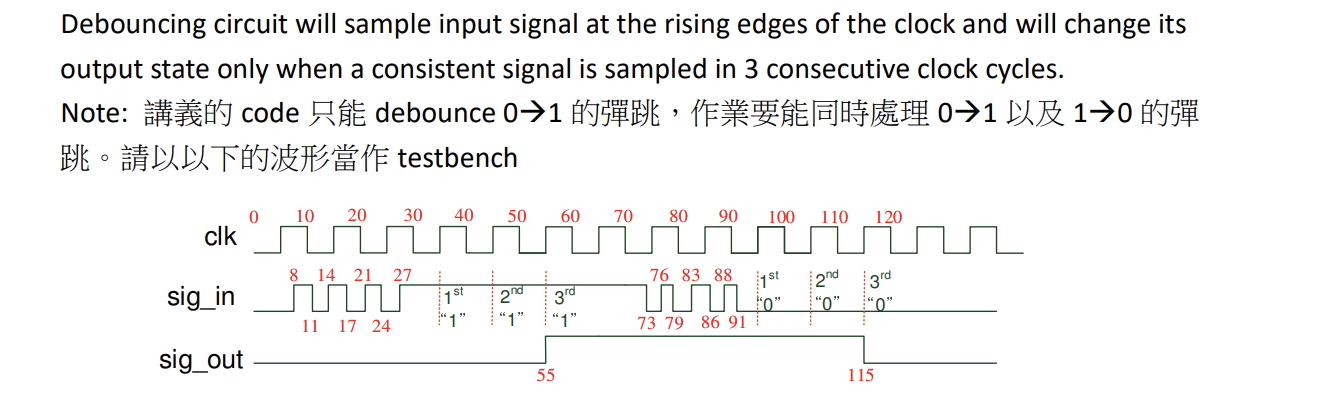 Debouncing circuit will sample input signal at the rising edges of the clock and will change its
output state only when a consistent signal is sampled in 3 consecutive clock cycles.
Note: 講義的 code 只能 debounce 0→1 的彈跳，作業要能同時處理 0→1 以及 1→0 的彈
跳。請以以下的波形當作 testbench
0 10 20 30 40 50 60 70 80 90 100 110 120
clk
8 14 21 27 76 83 88
sig_in
1st 2nd 3rd 1st 2nd 3rd
"1" "1" "1" "0" "0" "0"
11 17 24 73 79 86 91
sig_out
55 115